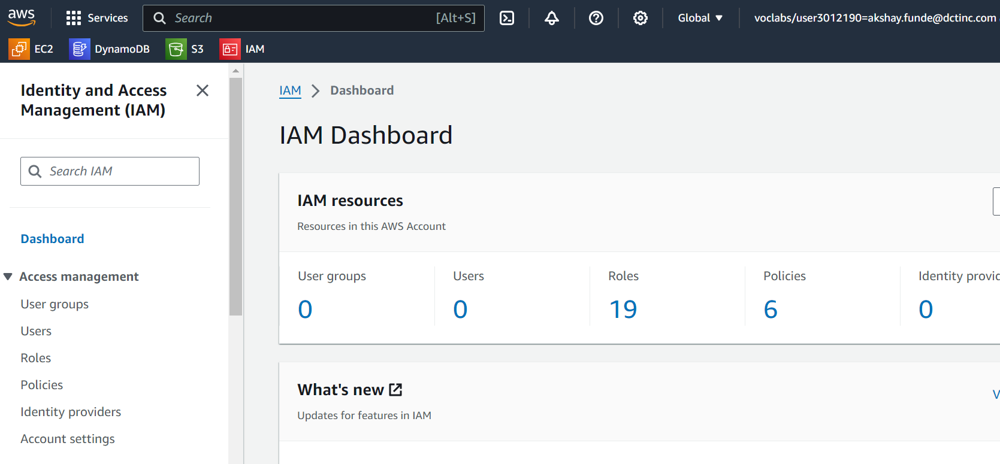 aws
Services
Search [Alt+S]
Global
voclabs/user3012190=akshay.funde@dctinc.com
EC2 DynamoDB S3 IAM
Identity and Access
Management (IAM)
Search IAM
Dashboard
Access management
User groups
Users
Roles
Policies
Identity providers
Account settings
IAM Dashboard
IAM Dashboard
IAM resources
Resources in this AWS Account
User groups Users Roles Policies Identity provid
0 0 19 6 0
What's new
V
Updates for features in IAM